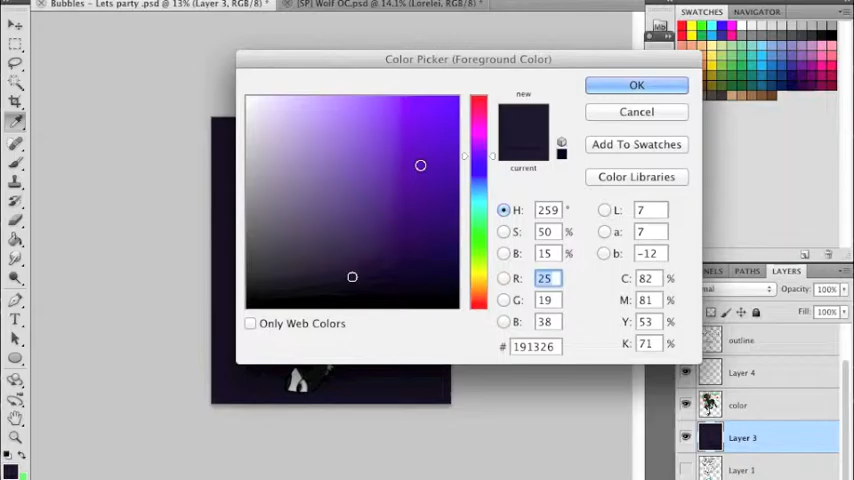 Bubbles - Lets party .psd @ 13% (Layer 3, RGB/8) *
[SP] Wolf OC.psd @ 14.1% (Lorelei, RGB/8) *
SWATCHES NAVIGATOR
Color Picker (Foreground Color)
new
current
OK
Cancel
Add To Swatches
Color Libraries
H: 259 °
S: 50 %
B: 15 %
R: 25
G: 19
B: 38
# 191326
L: 7
a: 7
b: -12
C: 82 %
M: 81 %
Y: 53 %
K: 71 %
Only Web Colors
NELS PATHS LAYERS
Opacity: 100%
Fill: 100%
outline
Layer 4
color
Layer 3
Layer 1